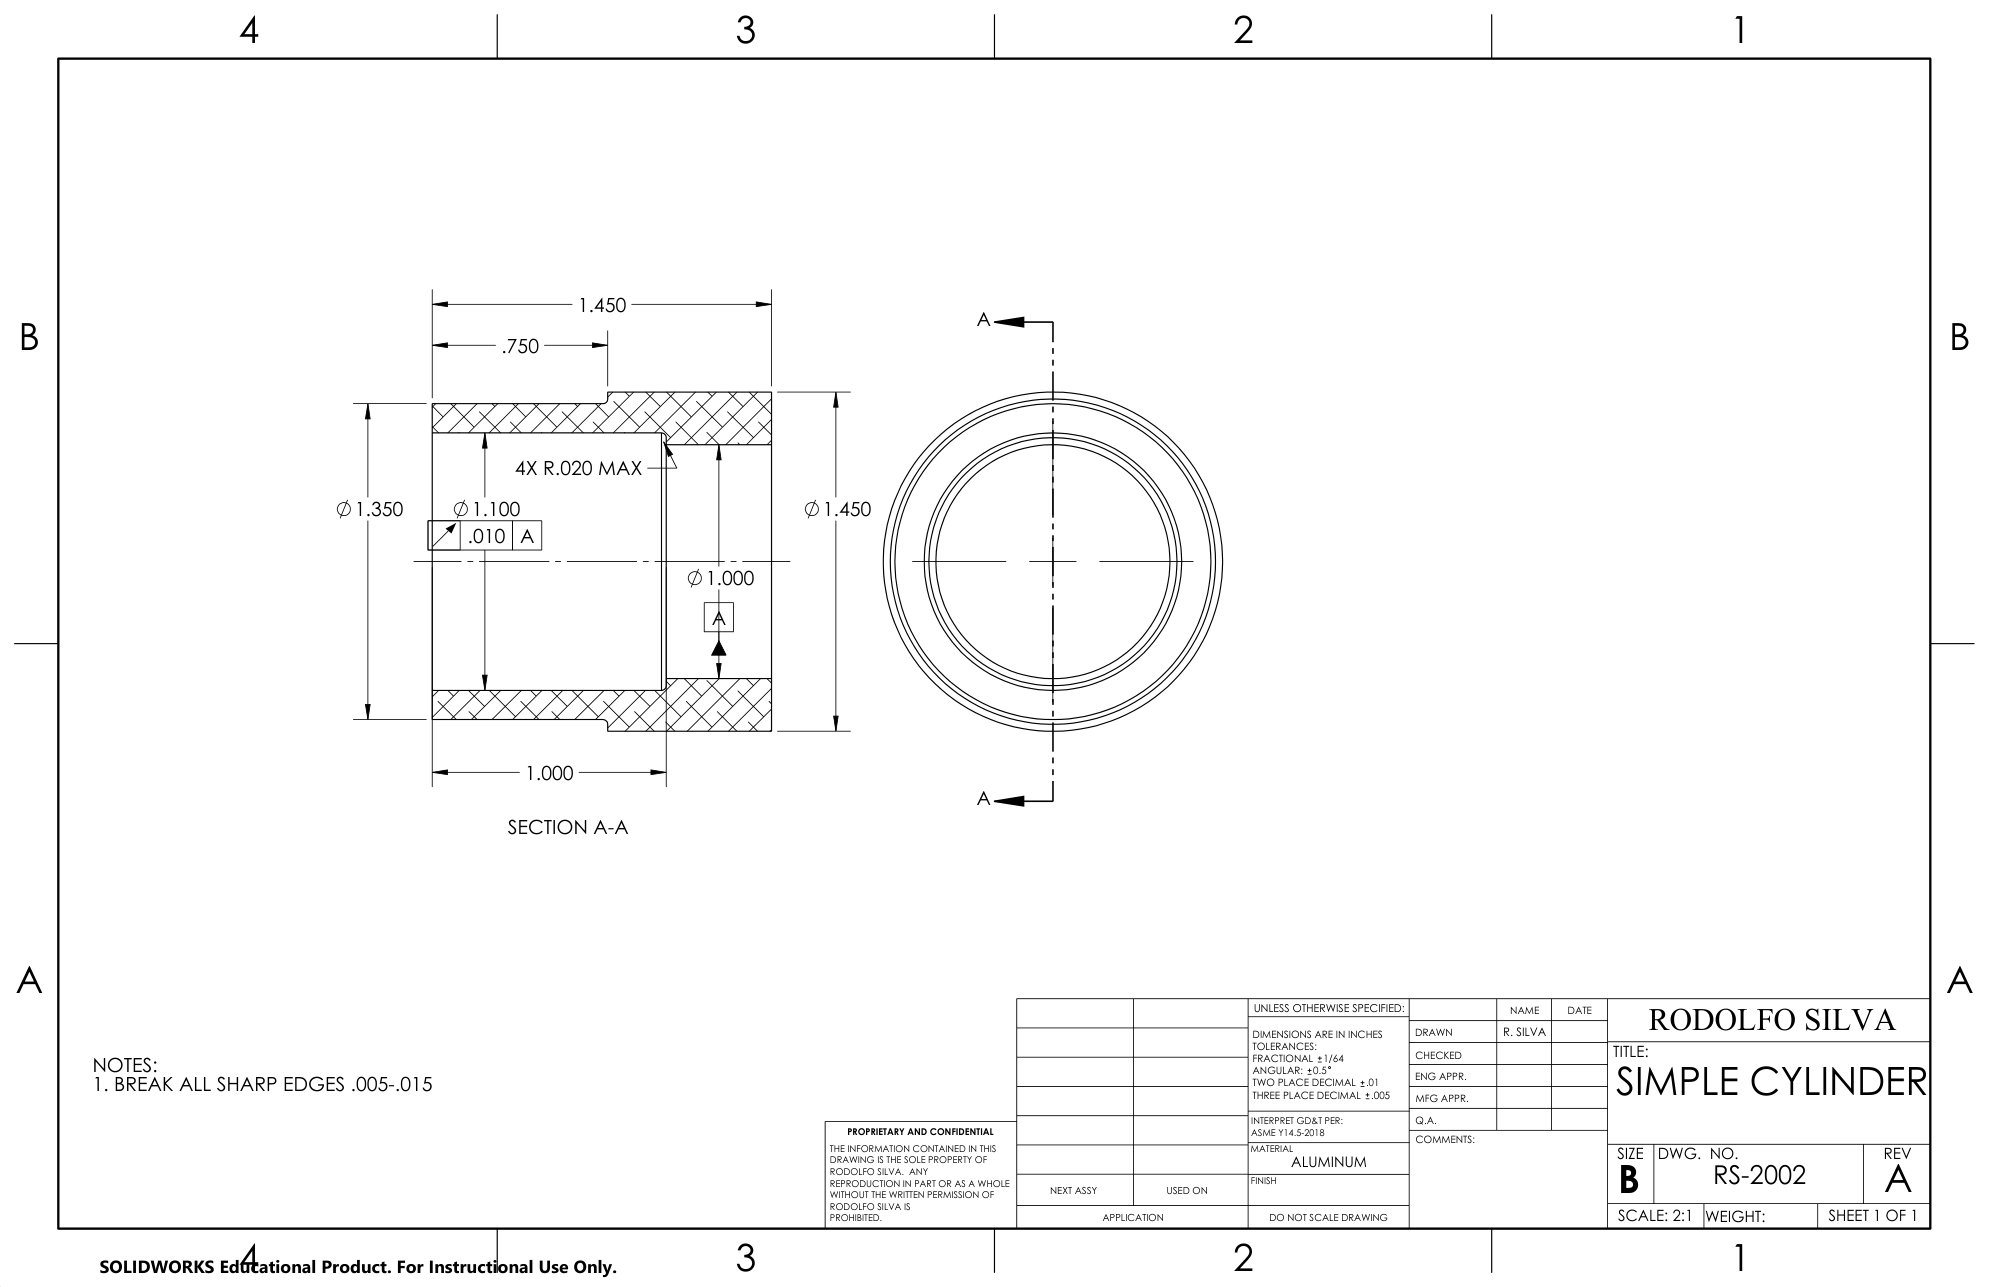 4 3 2 1
B B
A A
1.450
.750
4X R.020 MAX
⌀1.350
⌀1.100
.010 A
⌀1.000
A
⌀1.450
1.000
SECTION A-A
A
A
NOTES:
1. BREAK ALL SHARP EDGES .005-.015
PROPRIETARY AND CONFIDENTIAL
THE INFORMATION CONTAINED IN THIS
DRAWING IS THE SOLE PROPERTY OF
RODOLFO SILVA. ANY
REPRODUCTION IN PART OR AS A WHOLE
WITHOUT THE WRITTEN PERMISSION OF
RODOLFO SILVA IS
PROHIBITED.
NEXT ASSY USED ON
APPLICATION
UNLESS OTHERWISE SPECIFIED:
DIMENSIONS ARE IN INCHES
TOLERANCES:
FRACTIONAL ±1/64
ANGULAR: ±0.5°
TWO PLACE DECIMAL ±.01
THREE PLACE DECIMAL ±.005
INTERPRET GD&T PER:
ASME Y14.5-2018
MATERIAL
ALUMINUM
FINISH
DO NOT SCALE DRAWING
NAME DATE
DRAWN R. SILVA
CHECKED
ENG APPR.
MFG APPR.
Q.A.
COMMENTS:
RODOLFO SILVA
TITLE:
SIMPLE CYLINDER
SIZE DWG. NO. REV
B RS-2002 A
SCALE: 2:1 WEIGHT: SHEET 1 OF 1
4 3 2 1
SOLIDWORKS Educational Product. For Instructional Use Only.